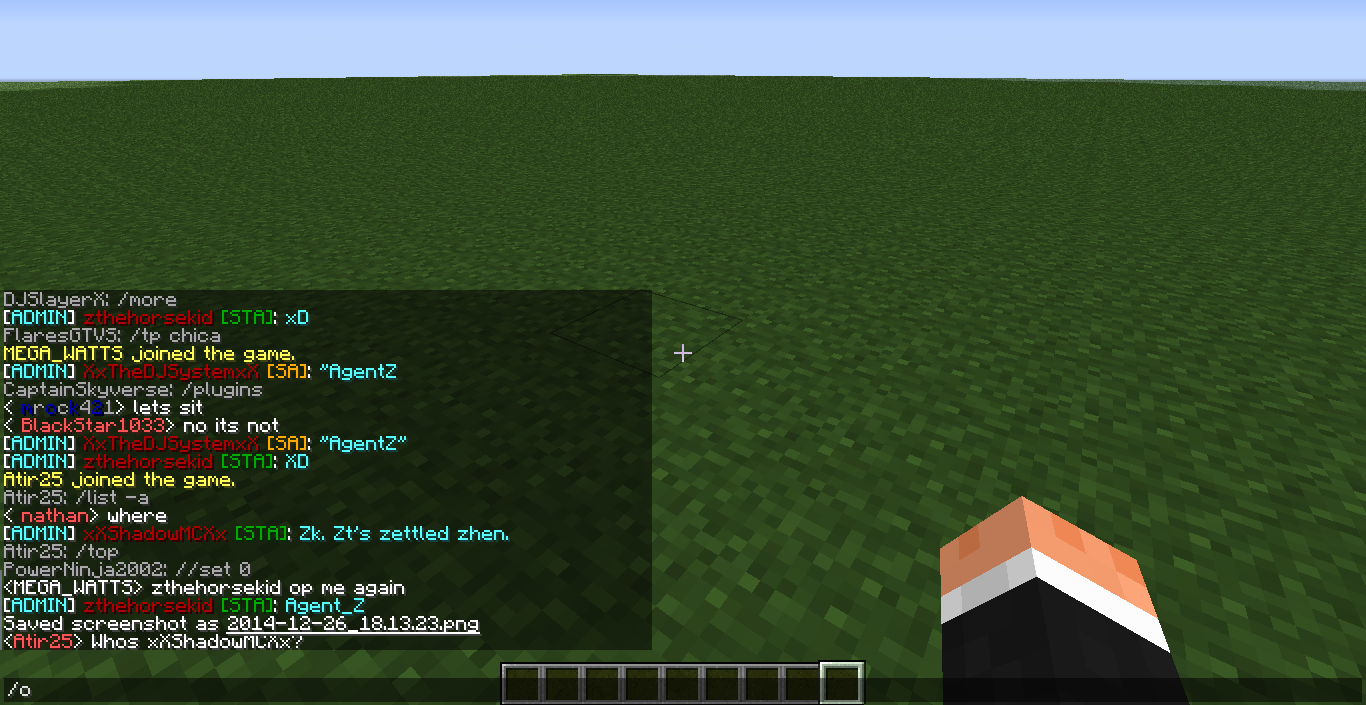 DJSlayerX: /more
[ADMIN] zthehorsekid [STA]: xD
FlaresGTVS: /tp chica
MEGA_WATTS joined the game.
[ADMIN] XxTheDJSystemxX [SA]: "AgentZ
CaptainSkyverse: /plugins
< mrock421> lets sit
< BlackStar1033> no its not
[ADMIN] XxTheDJSystemxX [SA]: "AgentZ"
[ADMIN] zthehorsekid [STA]: XD
Atir25 joined the game.
Atir25: /list -a
< nathan> where
[ADMIN] xXShadowMCXx [STA]: Zk. Zt's zettled zhen.
Atir25: /top
PowerNinja2002: //set 0
<MEGA_WATTS> zthehorsekid op me again
[ADMIN] zthehorsekid [STA]: Agent_Z
Saved screenshot as 2014-12-26_18.13.23.png
<Atir25> Whos xXShadowMCXx?
/o